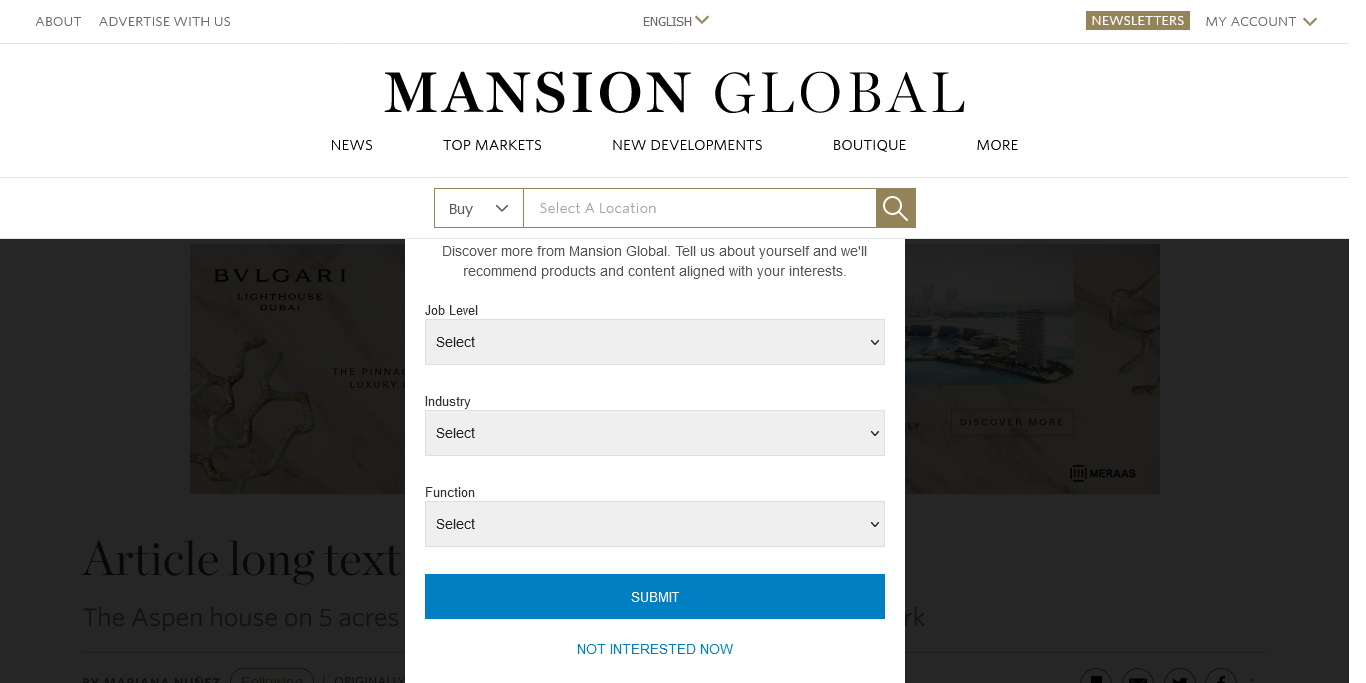 ABOUT ADVERTISE WITH US ENGLISH NEWSLETTERS MY ACCOUNT
MANSION GLOBAL
NEWS TOP MARKETS NEW DEVELOPMENTS BOUTIQUE MORE
Buy Select A Location
Discover more from Mansion Global. Tell us about yourself and we'll
recommend products and content aligned with your interests.
BVLGARI
LIGHTHOUSE
DUBAI
THE PINNAC
LUXURY
Job Level
Select
Industry
Select
DISCOVER MORE
MERAAS
Function
Select
Article long text
SUBMIT
The Aspen house on 5 acres rk
NOT INTERESTED NOW
BY MARIANA NUÑEZ Following | ORIGINALLY